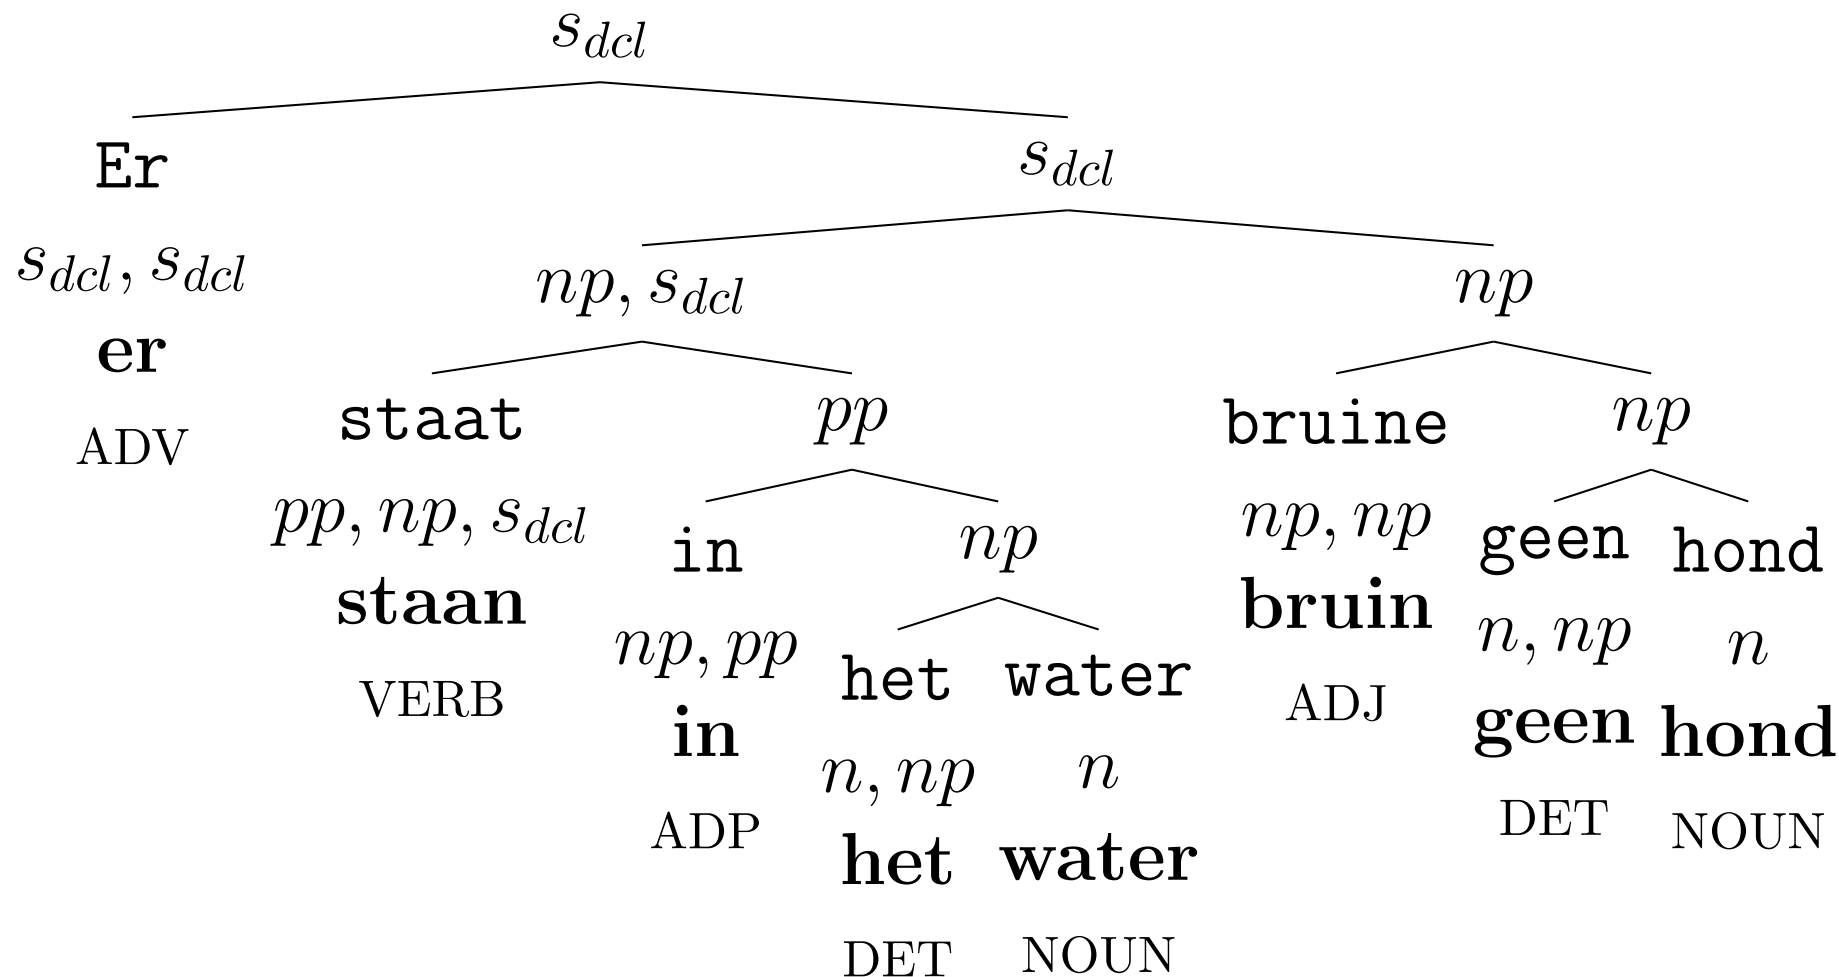 s_dcl
Er
s_dcl
s_dcl, s_dcl
np, s_dcl
np
er
staat
pp
bruine
np
ADV
pp, np, s_dcl
in
np
np, np
geen
hond
staan
np, pp
het
water
bruin
n, np
n
VERB
in
n, np
n
ADJ
geen
hond
ADP
het
water
DET
NOUN
DET
NOUN